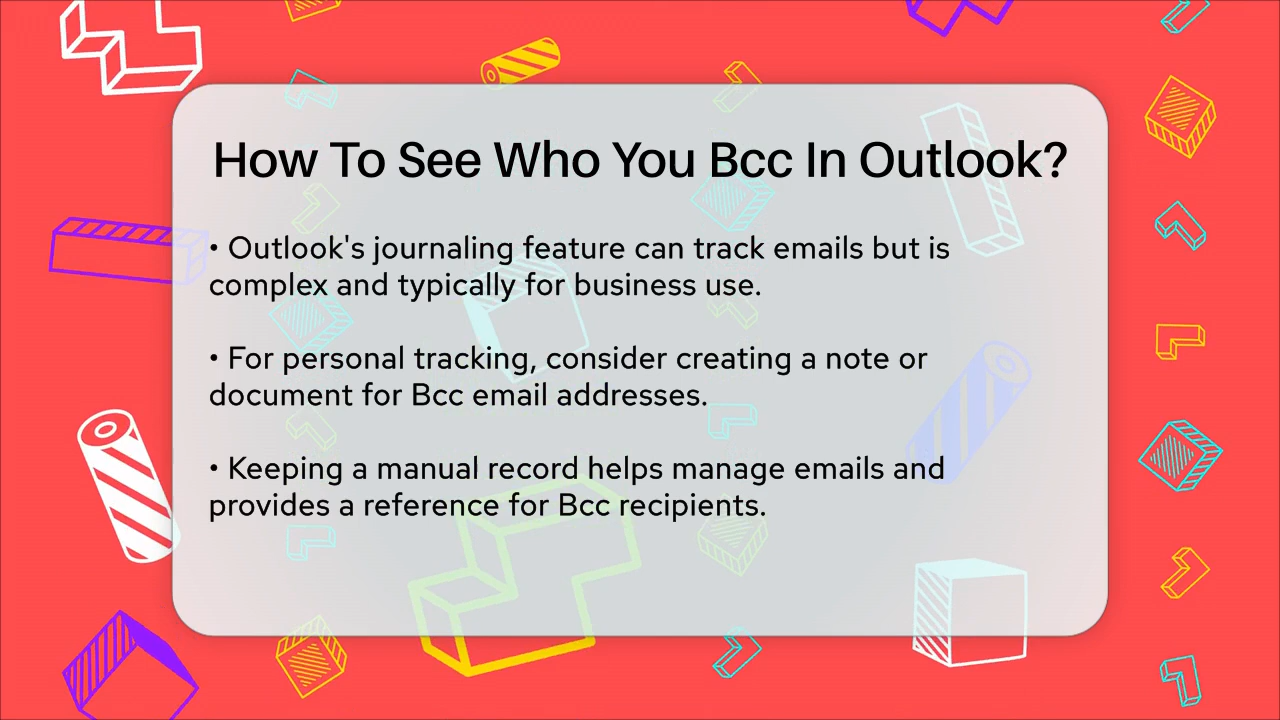 How To See Who You Bcc In Outlook?
• Outlook's journaling feature can track emails but is
complex and typically for business use.
• For personal tracking, consider creating a note or
document for Bcc email addresses.
• Keeping a manual record helps manage emails and
provides a reference for Bcc recipients.